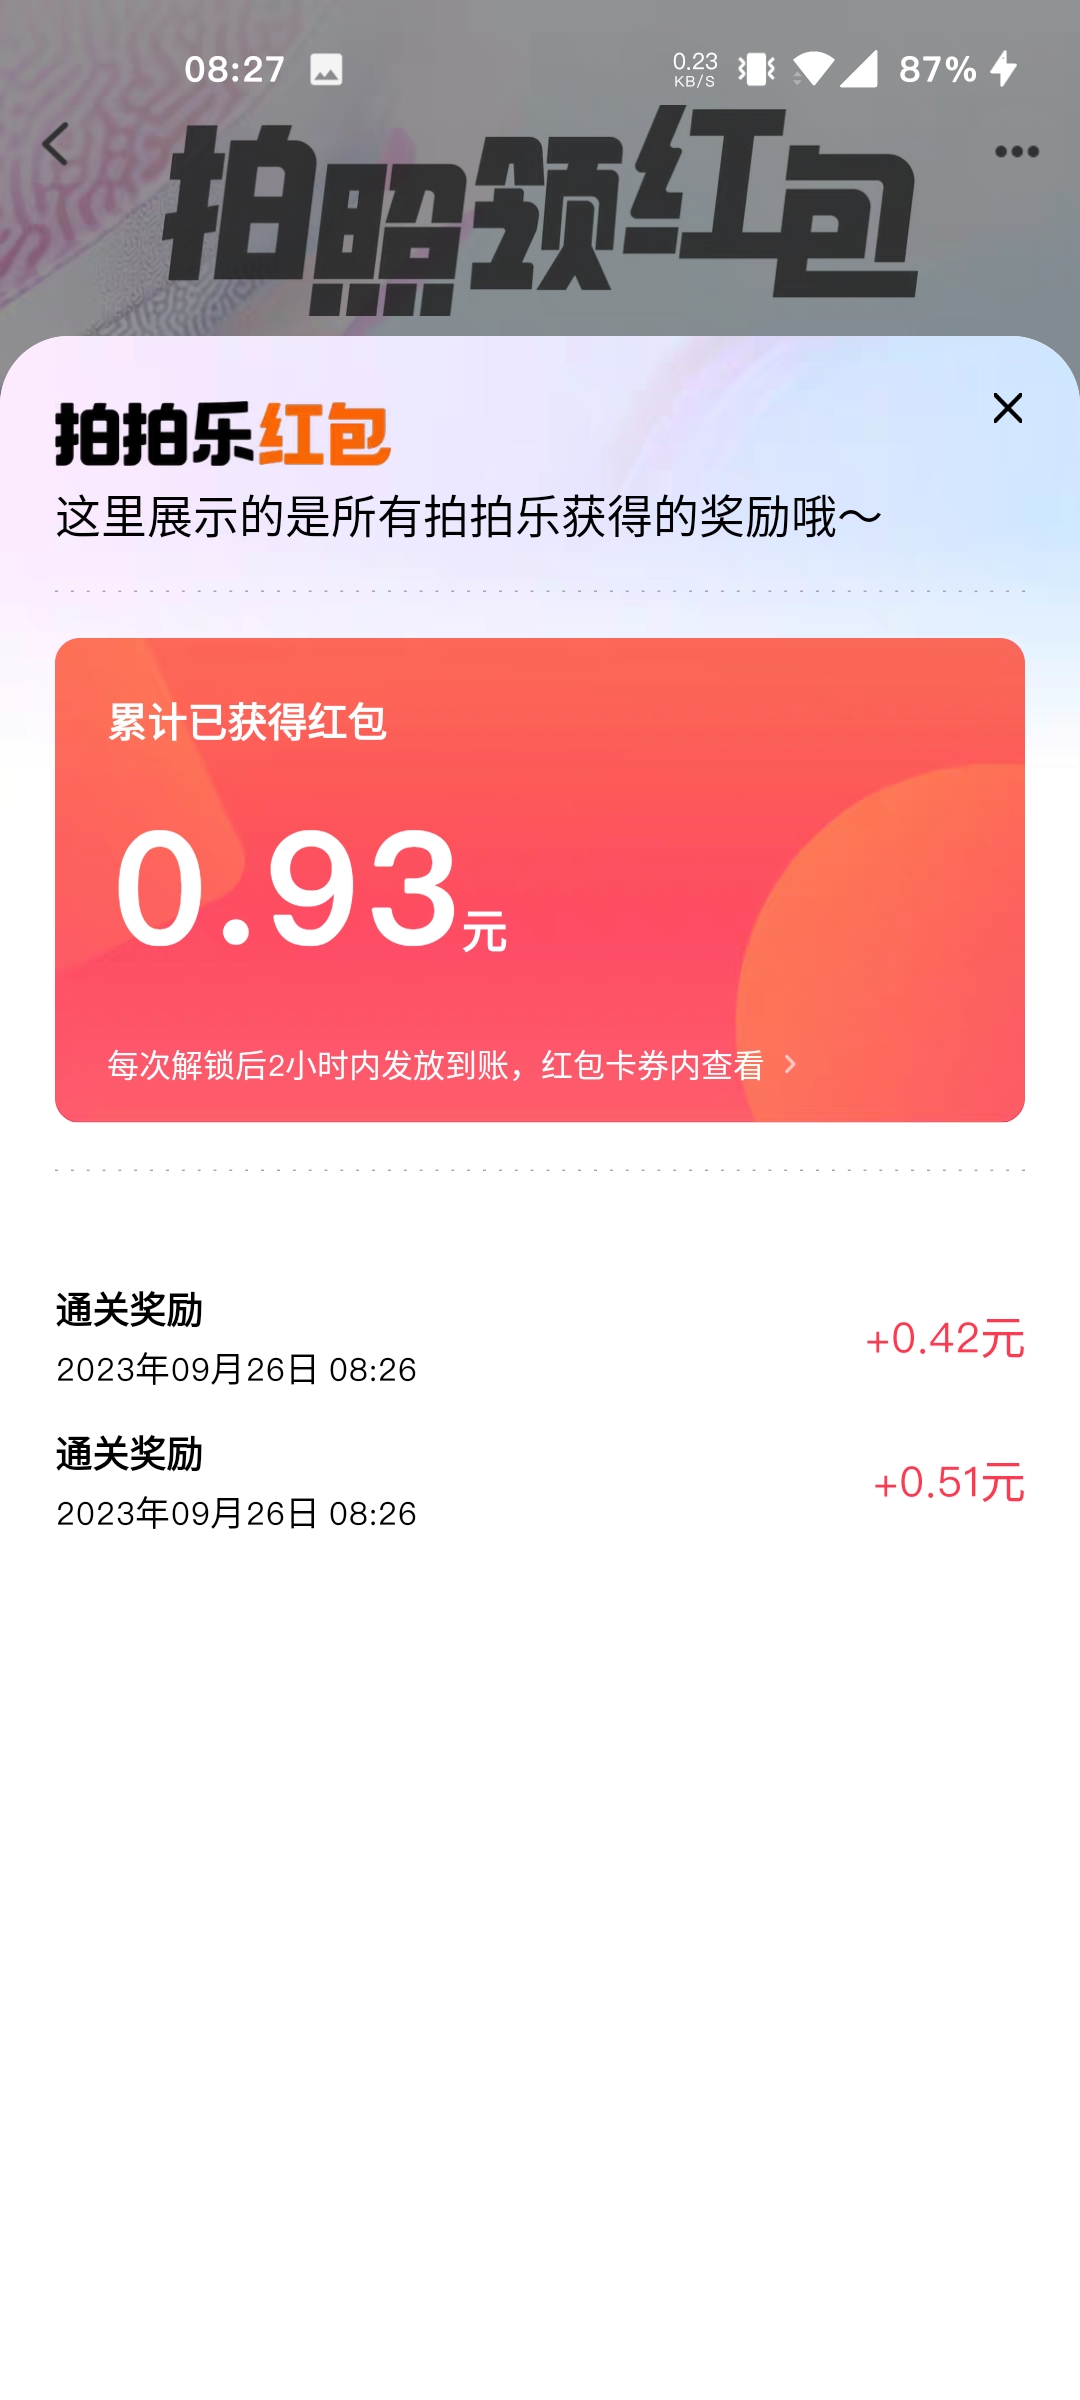 08:27
0.23
KB/S
87%
拍照领红包
拍拍乐红包
这里展示的是所有拍拍乐获得的奖励哦～
累计已获得红包
0.93元
每次解锁后2小时内发放到账，红包卡券内查看 >
通关奖励
+0.42元
2023年09月26日 08:26
通关奖励
+0.51元
2023年09月26日 08:26